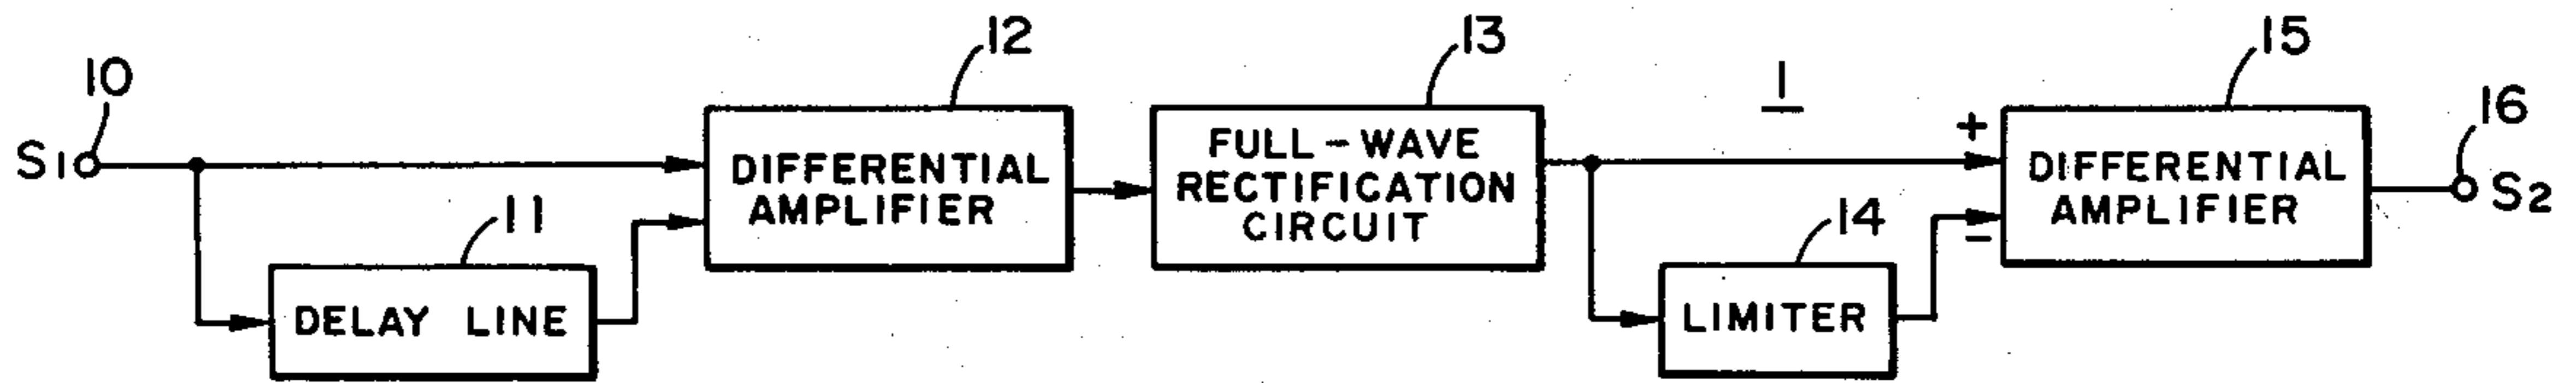 10
S1
11
DELAY LINE
12
DIFFERENTIAL
AMPLIFIER
13
FULL-WAVE
RECTIFICATION
CIRCUIT
1
14
LIMITER
+
−
15
DIFFERENTIAL
AMPLIFIER
16
S2